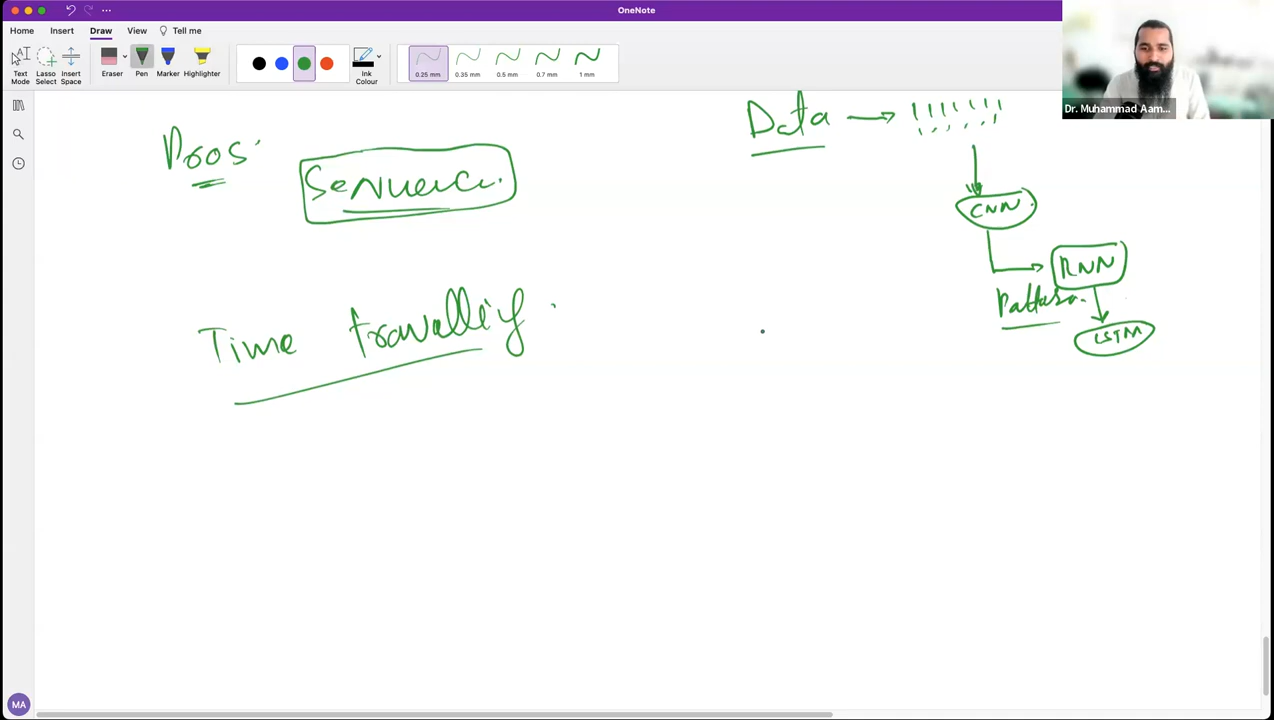 OneNote
Home Insert Draw View Tell me
Text Mode
Lasso Select
Insert Space
Eraser
Pen
Marker
Highlighter
Ink Colour
0.25 mm
0.35 mm
0.5 mm
0.7 mm
1 mm
Dr. Muhammad Aam...
Data →
CNN
RNN
LSTM
Time travelling
MA